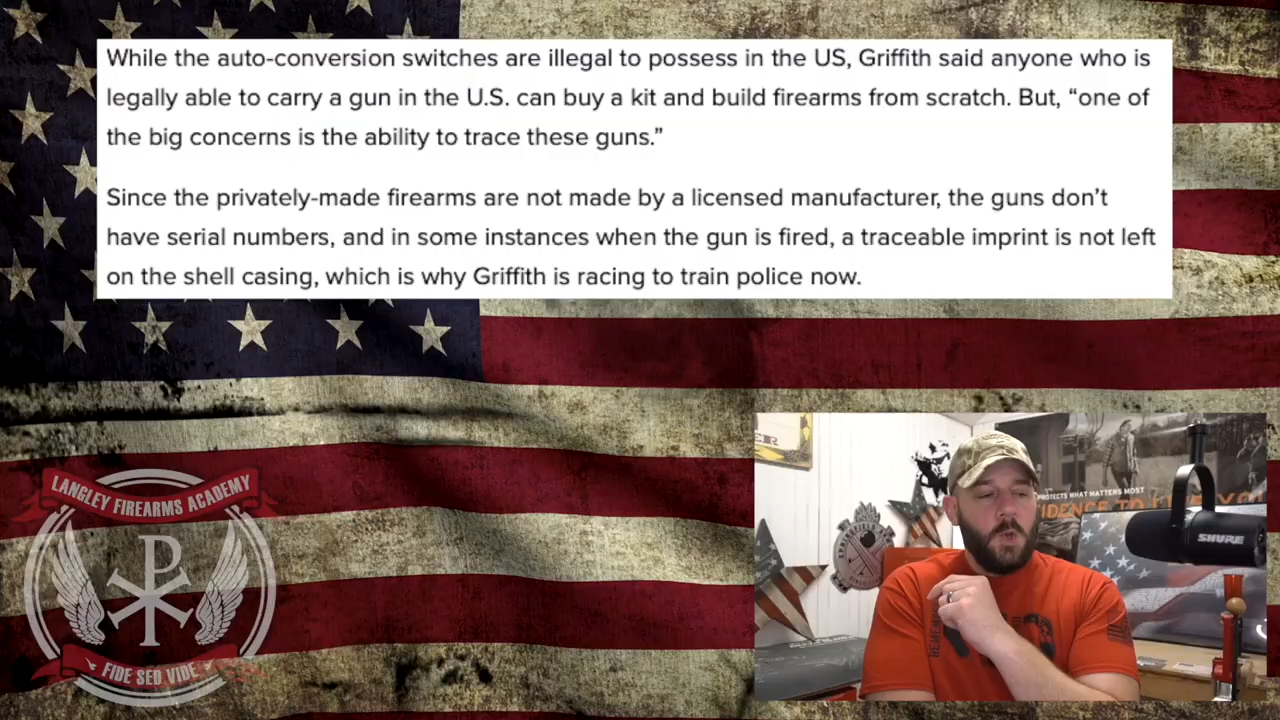 While the auto-conversion switches are illegal to possess in the US, Griffith said anyone who is
legally able to carry a gun in the U.S. can buy a kit and build firearms from scratch. But, “one of
the big concerns is the ability to trace these guns.”
Since the privately-made firearms are not made by a licensed manufacturer, the guns don’t
have serial numbers, and in some instances when the gun is fired, a traceable imprint is not left
on the shell casing, which is why Griffith is racing to train police now.
LANGLEY FIREARMS ACADEMY
FIDE SED VIDE
PROTECTS WHAT MATTERS MOST
SHURE